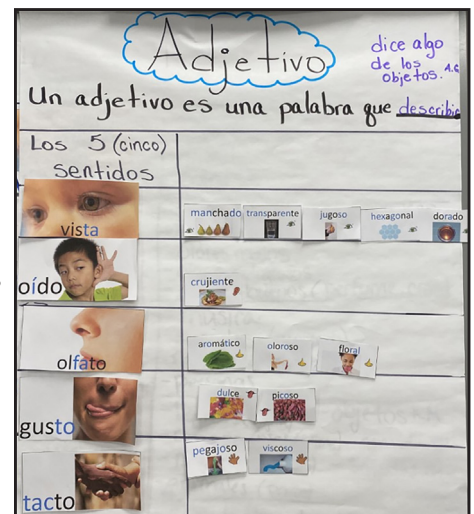 Adjetivo
dice algo
de los
objetos.
Un adjetivo es una palabra que describe
Los 5 (cinco)
sentidos
vista
manchado transparente jugoso hexagonal dorado
oído
crujiente
olfato
aromático oloroso floral
gusto
dulce picoso
tacto
pegajoso viscoso